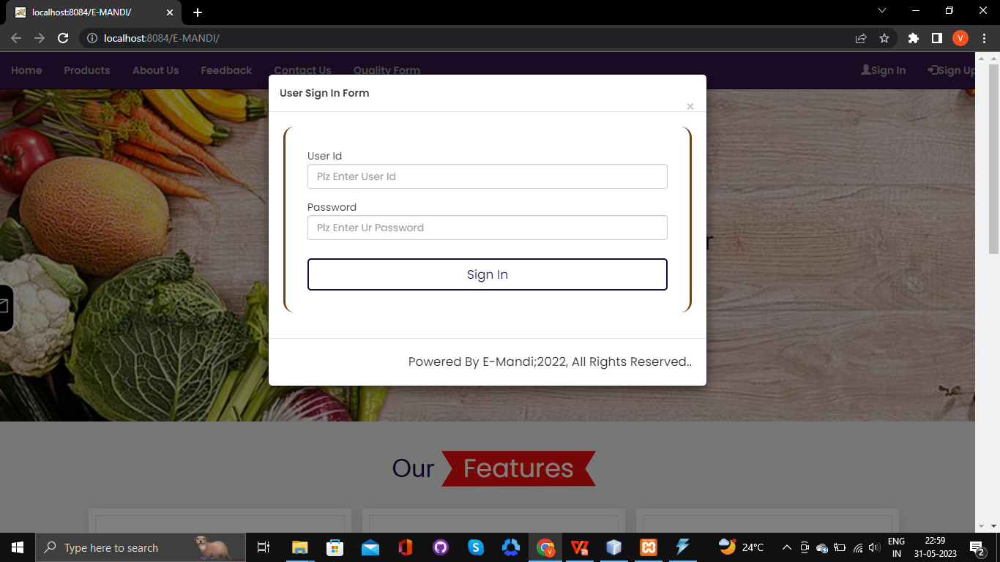 localhost:8084/E-MANDI/
localhost:8084/E-MANDI/
V
Home Products About Us Feedback Contact Us Quality Form Sign In Sign Up
User Sign In Form
×
User Id
Plz Enter User Id
Password
Plz Enter Ur Password
Sign In
Powered By E-Mandi;2022, All Rights Reserved..
Our Features
Type here to search
24°C
ENG
IN
22:59
31-05-2023
2